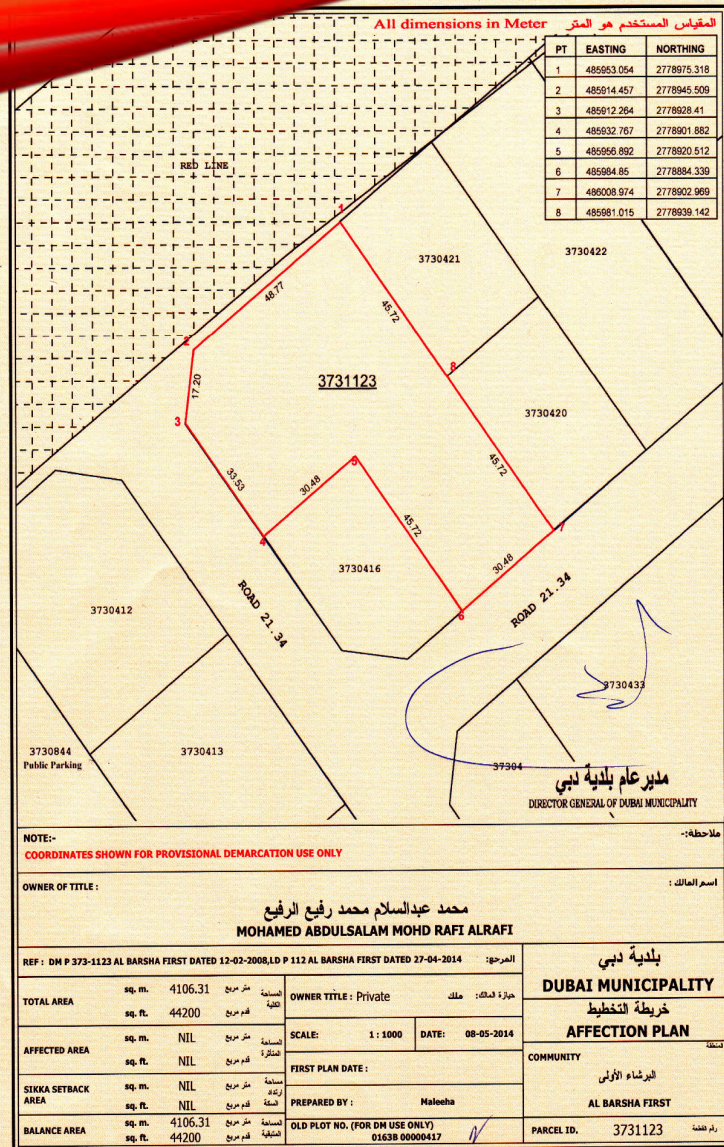 All dimensions in Meter المقياس المستخدم هو المتر
PT EASTING NORTHING
1 485953.054 2778975.318
2 485914.457 2778945.509
3 485912.264 2778928.41
4 485932.767 2778901.882
5 485956.892 2778920.512
6 485984.85 2778884.339
7 486008.974 2778902.969
8 485981.015 2778939.142
RED LINE
1
3730421
3730422
48.77
45.72
2
17.20
3731123
8
3
3730420
33.53
30.48
5
45.72
45.72
4
7
3730416
30.48
ROAD 21.34
6
ROAD 21.34
3730412
3730433
3730844
Public Parking
3730413
37304
مدير عام بلدية دبي
DIRECTOR GENERAL OF DUBAI MUNICIPALITY
NOTE:- ملاحظة:-
COORDINATES SHOWN FOR PROVISIONAL DEMARCATION USE ONLY
OWNER OF TITLE : اسم المالك :
محمد عبدالسلام محمد رفيع الرفيع
MOHAMED ABDULSALAM MOHD RAFI ALRAFI
REF : DM P 373-1123 AL BARSHA FIRST DATED 12-02-2008,LD P 112 AL BARSHA FIRST DATED 27-04-2014 المرجع:
TOTAL AREA
sq. m. 4106.31 متر مربع
sq. ft. 44200 قدم مربع
المساحة الكلية
AFFECTED AREA
sq. m. NIL متر مربع
sq. ft. NIL قدم مربع
المساحة المتاثرة
SIKKA SETBACK AREA
sq. m. NIL متر مربع
sq. ft. NIL قدم مربع
مساحة ارتداد السكة
BALANCE AREA
sq. m. 4106.31 متر مربع
sq. ft. 44200 قدم مربع
المساحة المتبقية
OWNER TITLE : Private ملك حيازة المالك:
SCALE: 1 : 1000 DATE: 08-05-2014
FIRST PLAN DATE :
PREPARED BY : Maleeha
OLD PLOT NO. (FOR DM USE ONLY)
0163B 00000417
بلدية دبي
DUBAI MUNICIPALITY
خريطة التخطيط
AFFECTION PLAN
المنطقة
COMMUNITY
البرشاء الأولى
AL BARSHA FIRST
PARCEL ID. 3731123 رقم القطعة